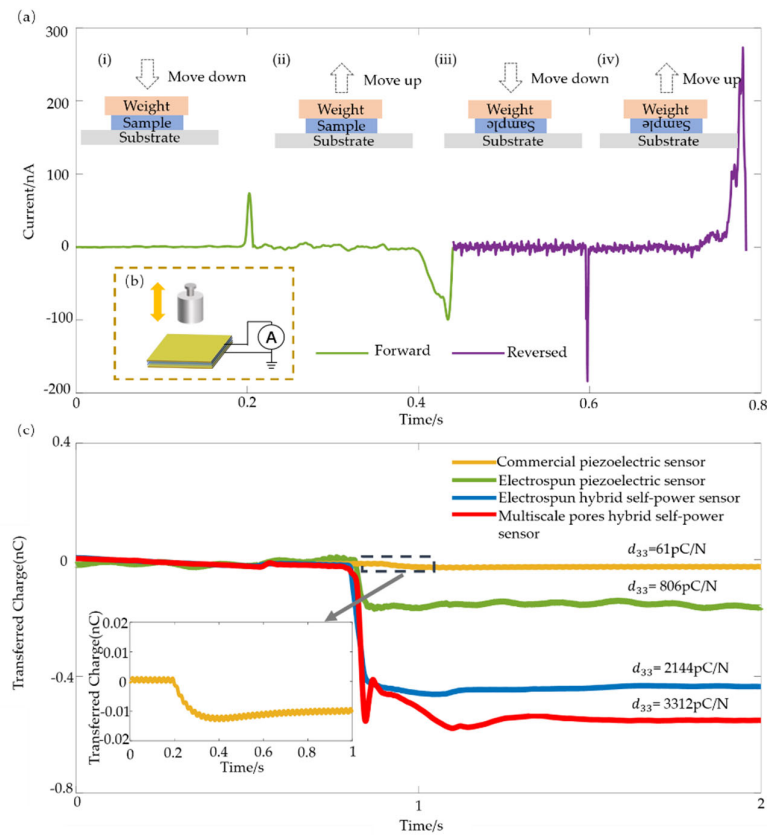 (a)
300
200
100
0
-100
-200
Current/nA
(i)
Move down
Weight
Sample
Substrate
(ii)
Move up
Weight
Sample
Substrate
(iii)
Move down
Weight
Sample
Substrate
(iv)
Move up
Weight
Sample
Substrate
(b)
A
Forward
Reversed
0
0.2
0.4
0.6
0.8
Time/s
(c)
0.4
0
-0.4
-0.8
Transferred Charge(nC)
Commercial piezoelectric sensor
Electrospun piezoelectric sensor
Electrospun hybrid self-power sensor
Multiscale pores hybrid self-power
sensor
d₃₃=61pC/N
d₃₃= 806pC/N
d₃₃= 2144pC/N
d₃₃= 3312pC/N
Transferred Charge(nC)
0.02
0.01
0
-0.01
-0.02
0
0.2
0.4
0.6
0.8
1
Time/s
0
1
2
Time/s